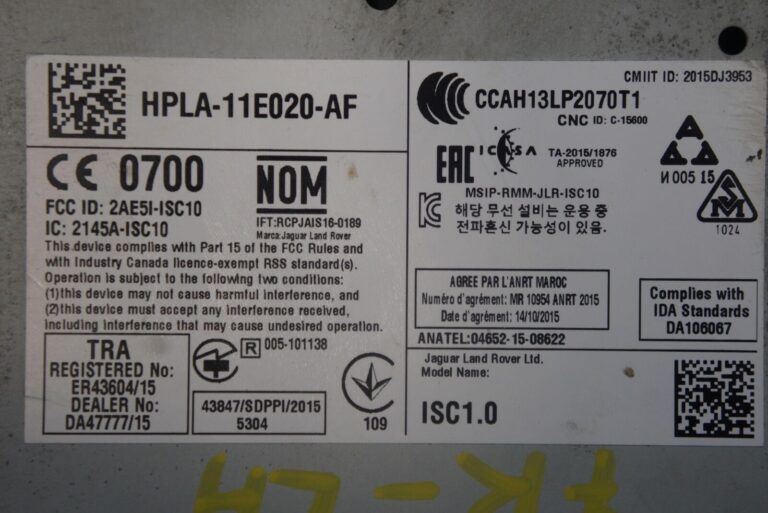 HPLA-11E020-AF
CE 0700
NOM
FCC ID: 2AE5I-ISC10
IC: 2145A-ISC10
IFT:RCPJAIS16-0189
Marca:Jaguar Land Rover
This device complies with Part 15 of the FCC Rules and
with Industry Canada licence-exempt RSS standard(s).
Operation is subject to the following two conditions:
(1)this device may not cause harmful interference, and
(2)this device must accept any interference received,
including interference that may cause undesired operation.
TRA
REGISTERED No:
ER43604/15
DEALER No:
DA47777/15
R 005-101138
43847/SDPPI/2015
5304
109
CMIIT ID: 2015DJ3953
CCAH13LP2070T1
CNC ID: C-15600
EAC
ICASA
TA-2015/1876
APPROVED
И 005 15
MSIP-RMM-JLR-ISC10
해당 무선 설비는 운용 중
전파혼신 가능성이 있음.
SM
1024
AGREE PAR L'ANRT MAROC
Numéro d'agrément: MR 10954 ANRT 2015
Date d'agrément: 14/10/2015
Complies with
IDA Standards
DA106067
ANATEL:04652-15-08622
Jaguar Land Rover Ltd.
Model Name:
ISC1.0